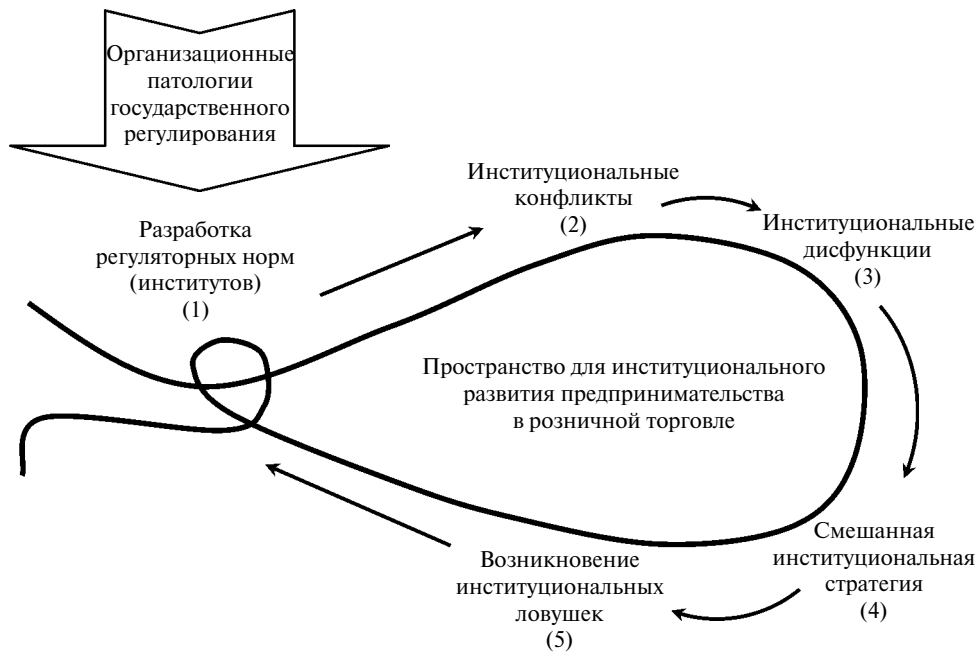 Организационные
патологии
государственного
регулирования
Институциональные
конфликты
(2)
Институциональные
дисфункции
(3)
Разработка
регуляторных норм
(институтов)
(1)
Пространство для институционального
развития предпринимательства
в розничной торговле
Смешанная
институциональная
стратегия
(4)
Возникновение
институциональных
ловушек
(5)